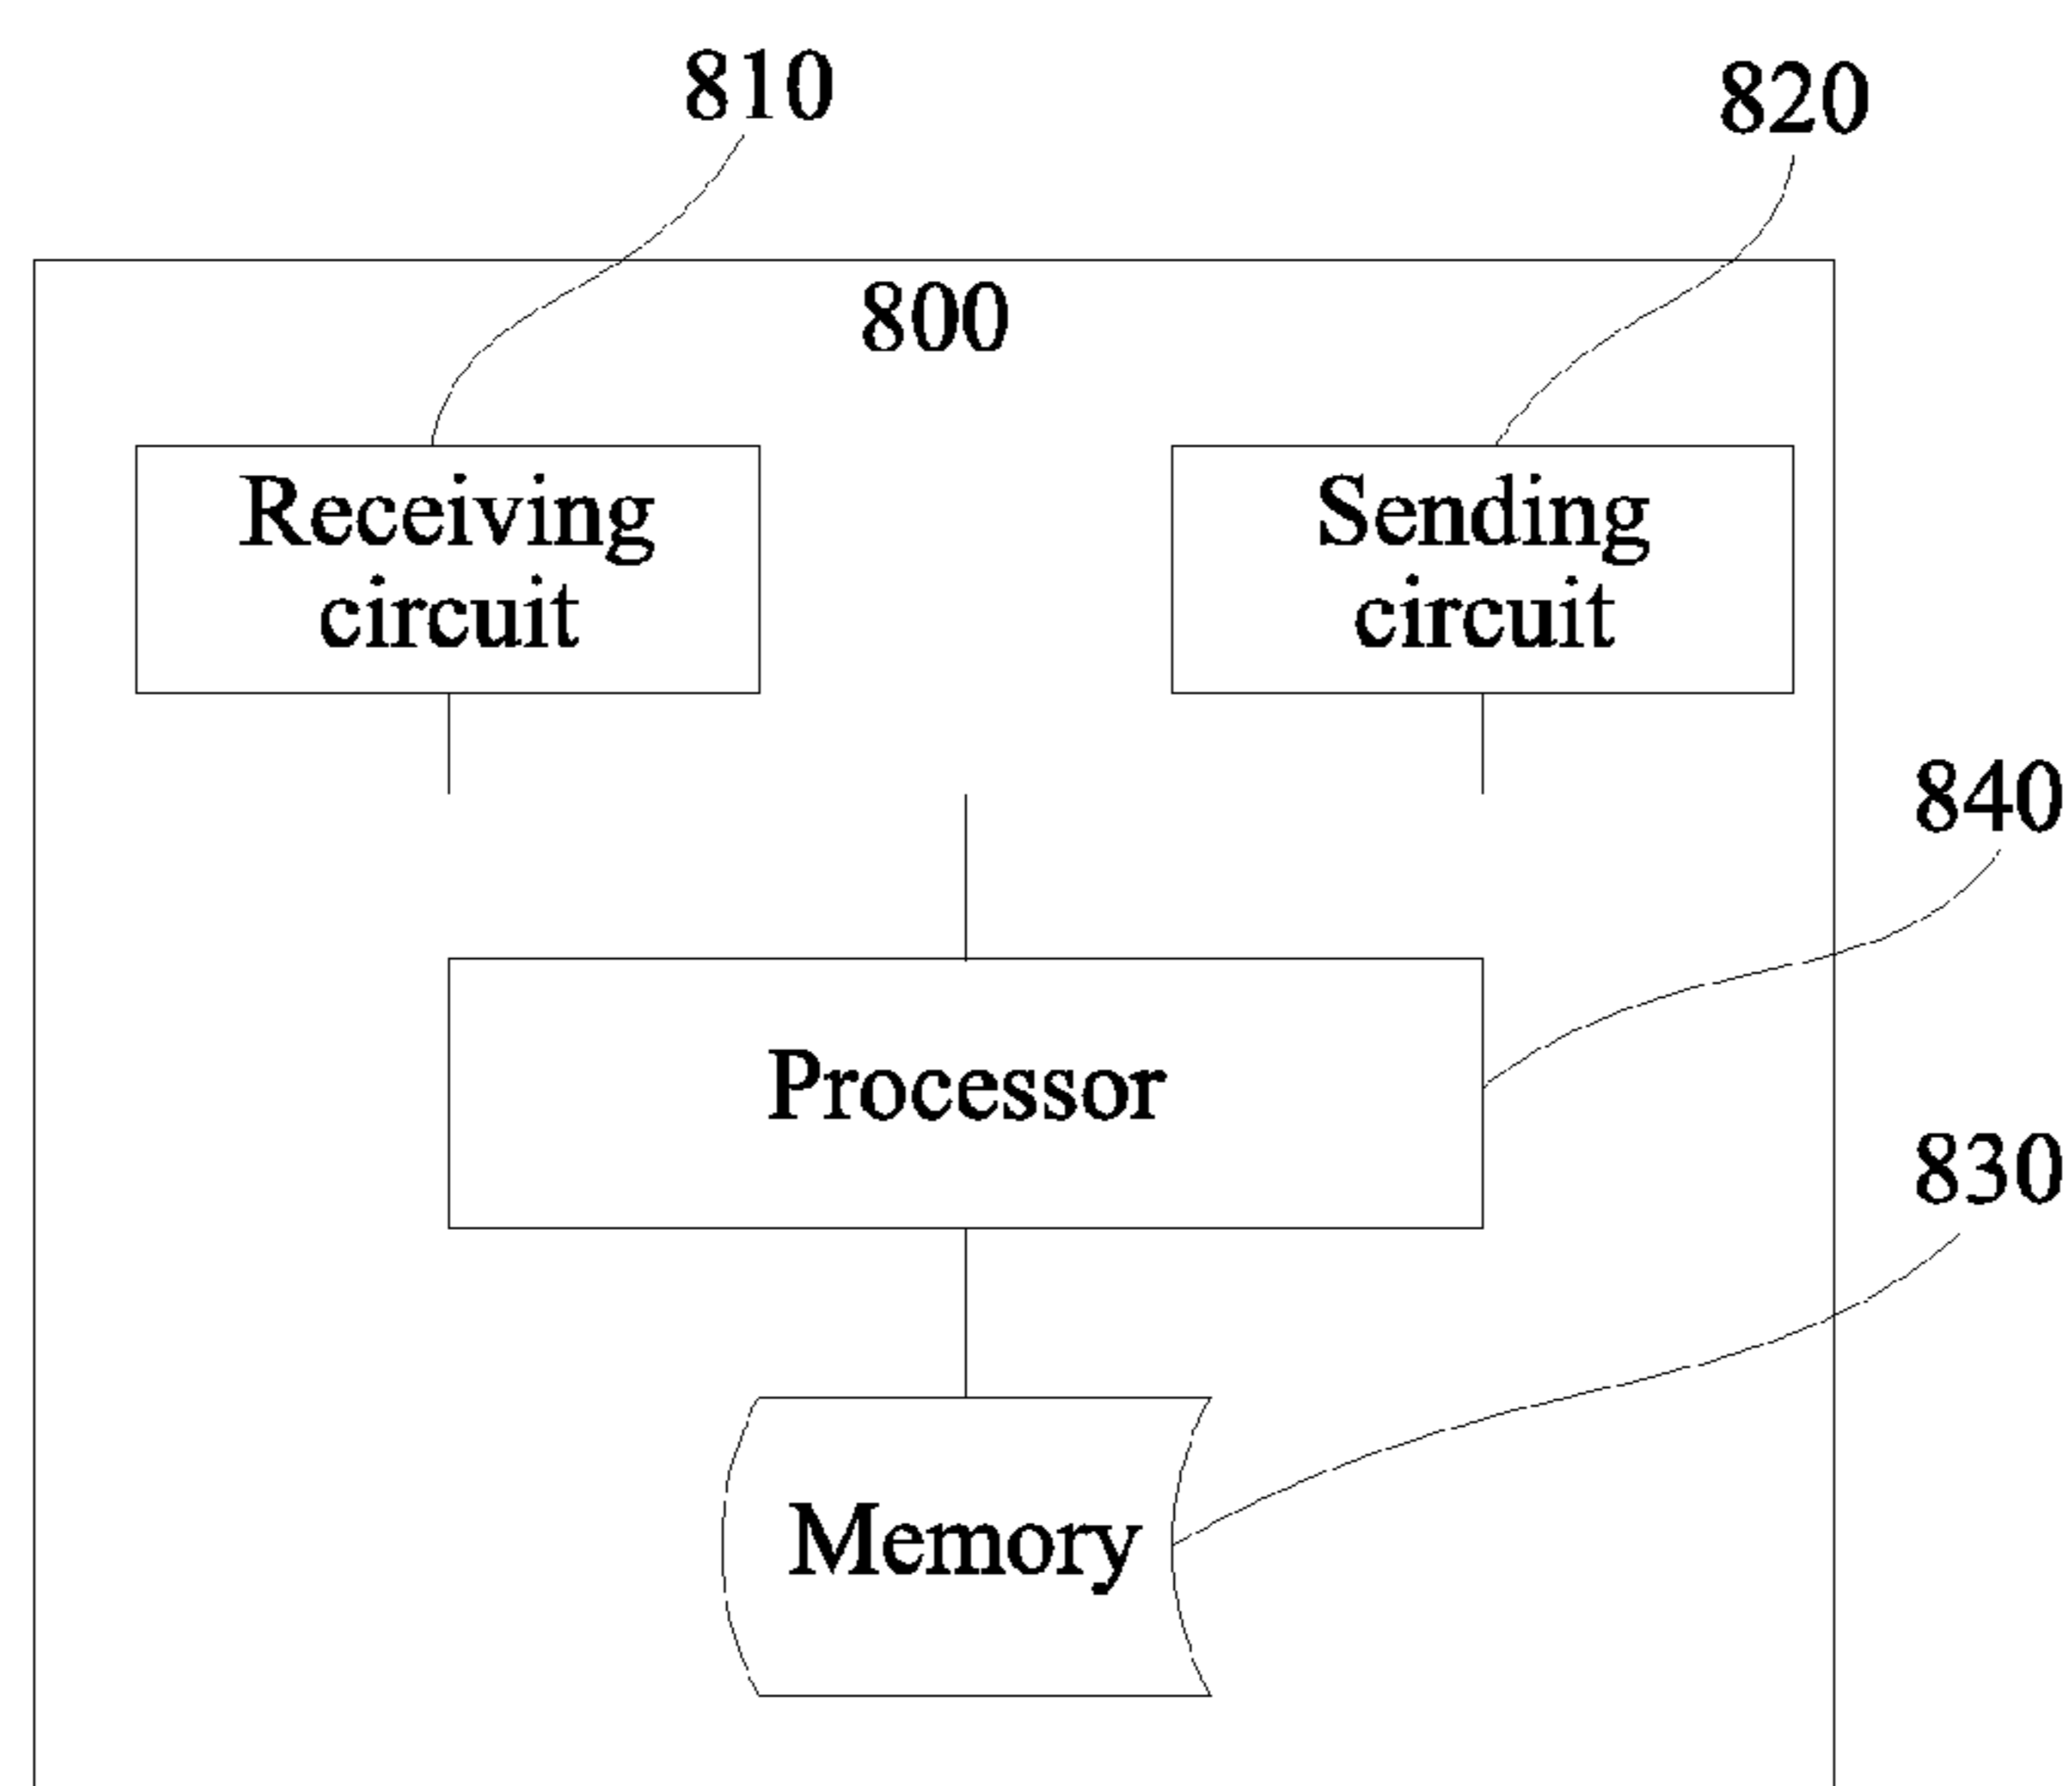 810
820
800
Receiving
circuit
Sending
circuit
840
Processor
830
Memory